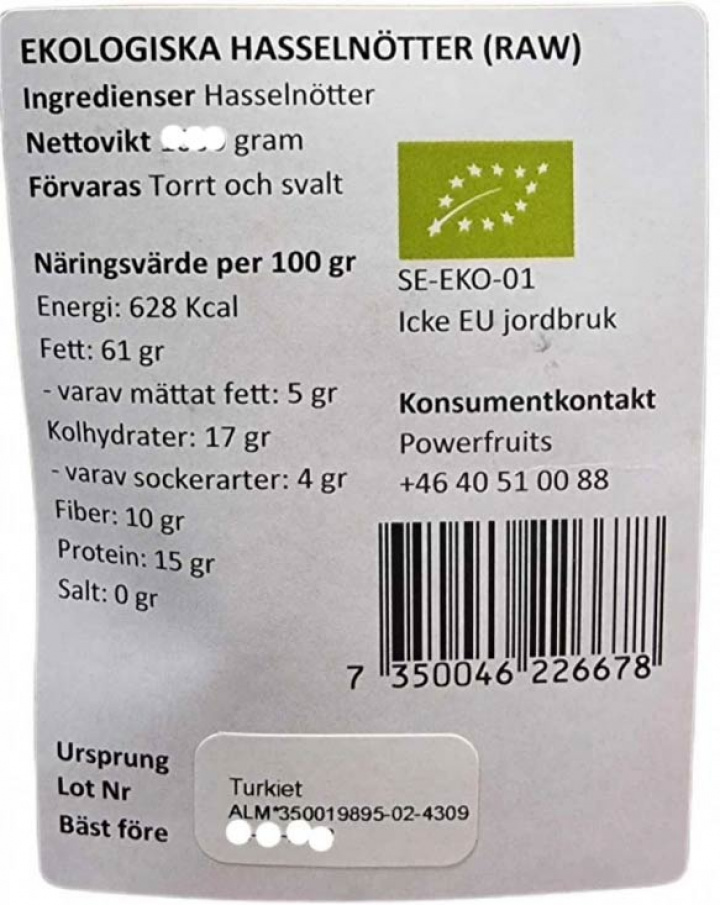 EKOLOGISKA HASSELNÖTTER (RAW)
Ingredienser Hasselnötter
Nettovikt gram
Förvaras Torrt och svalt
Näringsvärde per 100 gr
Energi: 628 Kcal
Fett: 61 gr
- varav mättat fett: 5 gr
Kolhydrater: 17 gr
- varav sockerarter: 4 gr
Fiber: 10 gr
Protein: 15 gr
Salt: 0 gr
SE-EKO-01
Icke EU jordbruk
Konsumentkontakt
Powerfruits
+46 40 51 00 88
7 350046 226678
Ursprung Turkiet
Lot Nr ALM*350019895-02-4309
Bäst före